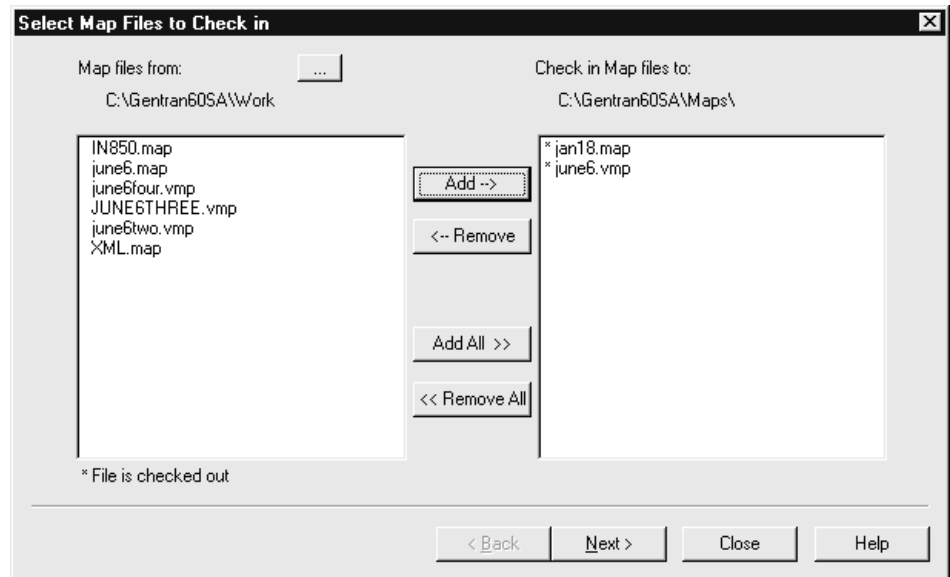 Select Map Files to Check in
Map files from:
...
C:\Gentran60SA\Work
IN850.map
june6.map
june6four.vmp
JUNE6THREE.vmp
june6two.vmp
XML.map
* File is checked out
Add -->
<-- Remove
Add All >>
<< Remove All
Check in Map files to:
C:\Gentran60SA\Maps\
* jan18.map
* june6.vmp
< Back
Next >
Close
Help